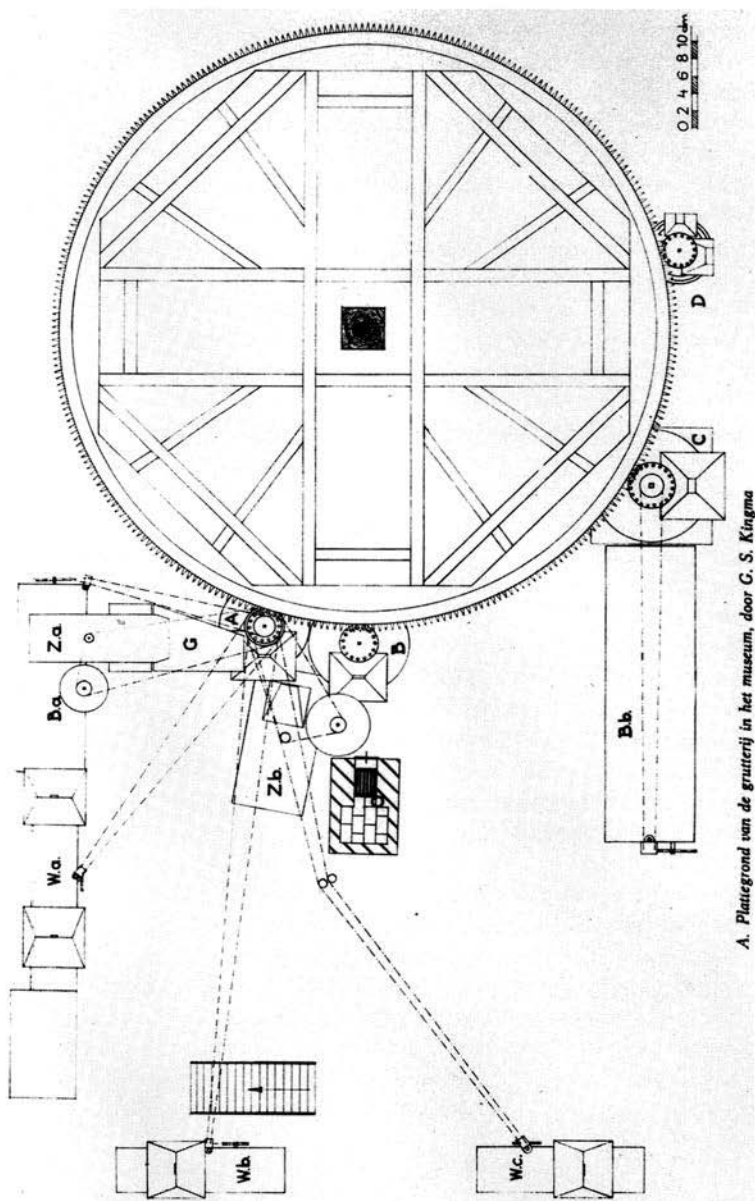 Z.a.
B.a.
W.a.
G
A
W.b.
Z.b.
B
W.c.
B.b.
C
D
0 2 4 6 8 10 dm
A. Plattegrond van de grutterij in het museum, door G. S. Kingma